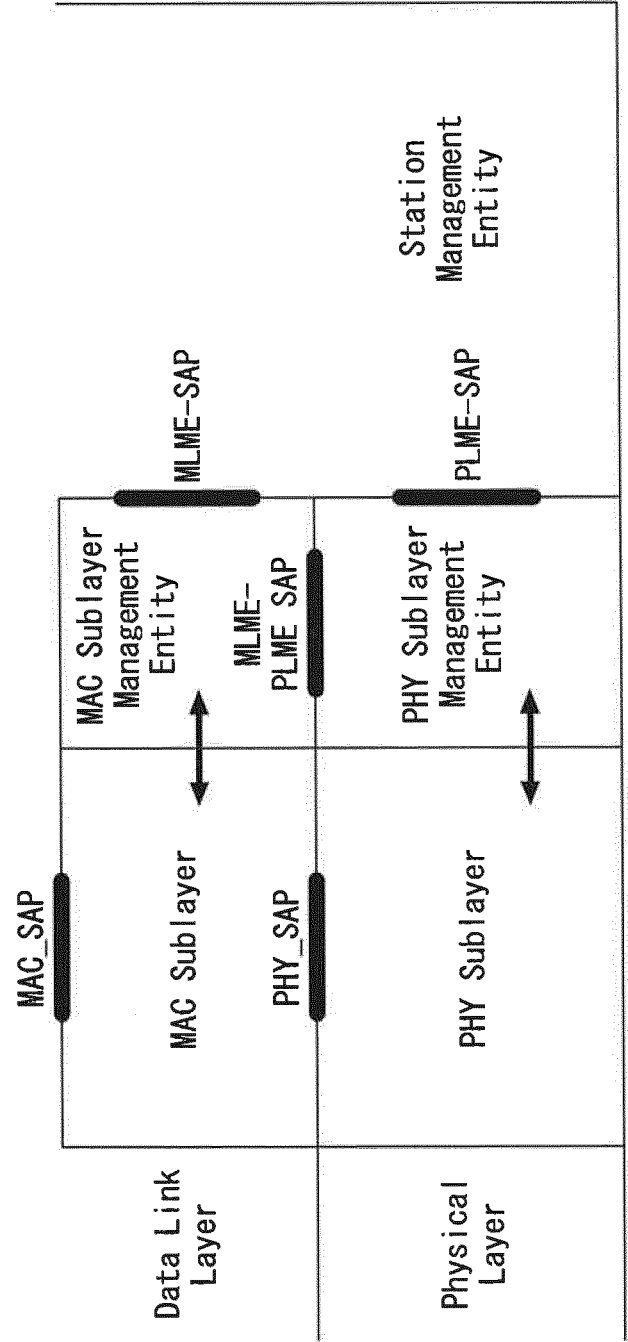 MAC_SAP
Data Link
Layer
MAC Sublayer
MAC Sublayer
Management
Entity
MLME-SAP
PHY_SAP
MLME-
PLME SAP
Physical
Layer
PHY Sublayer
PHY Sublayer
Management
Entity
PLME-SAP
Station
Management
Entity